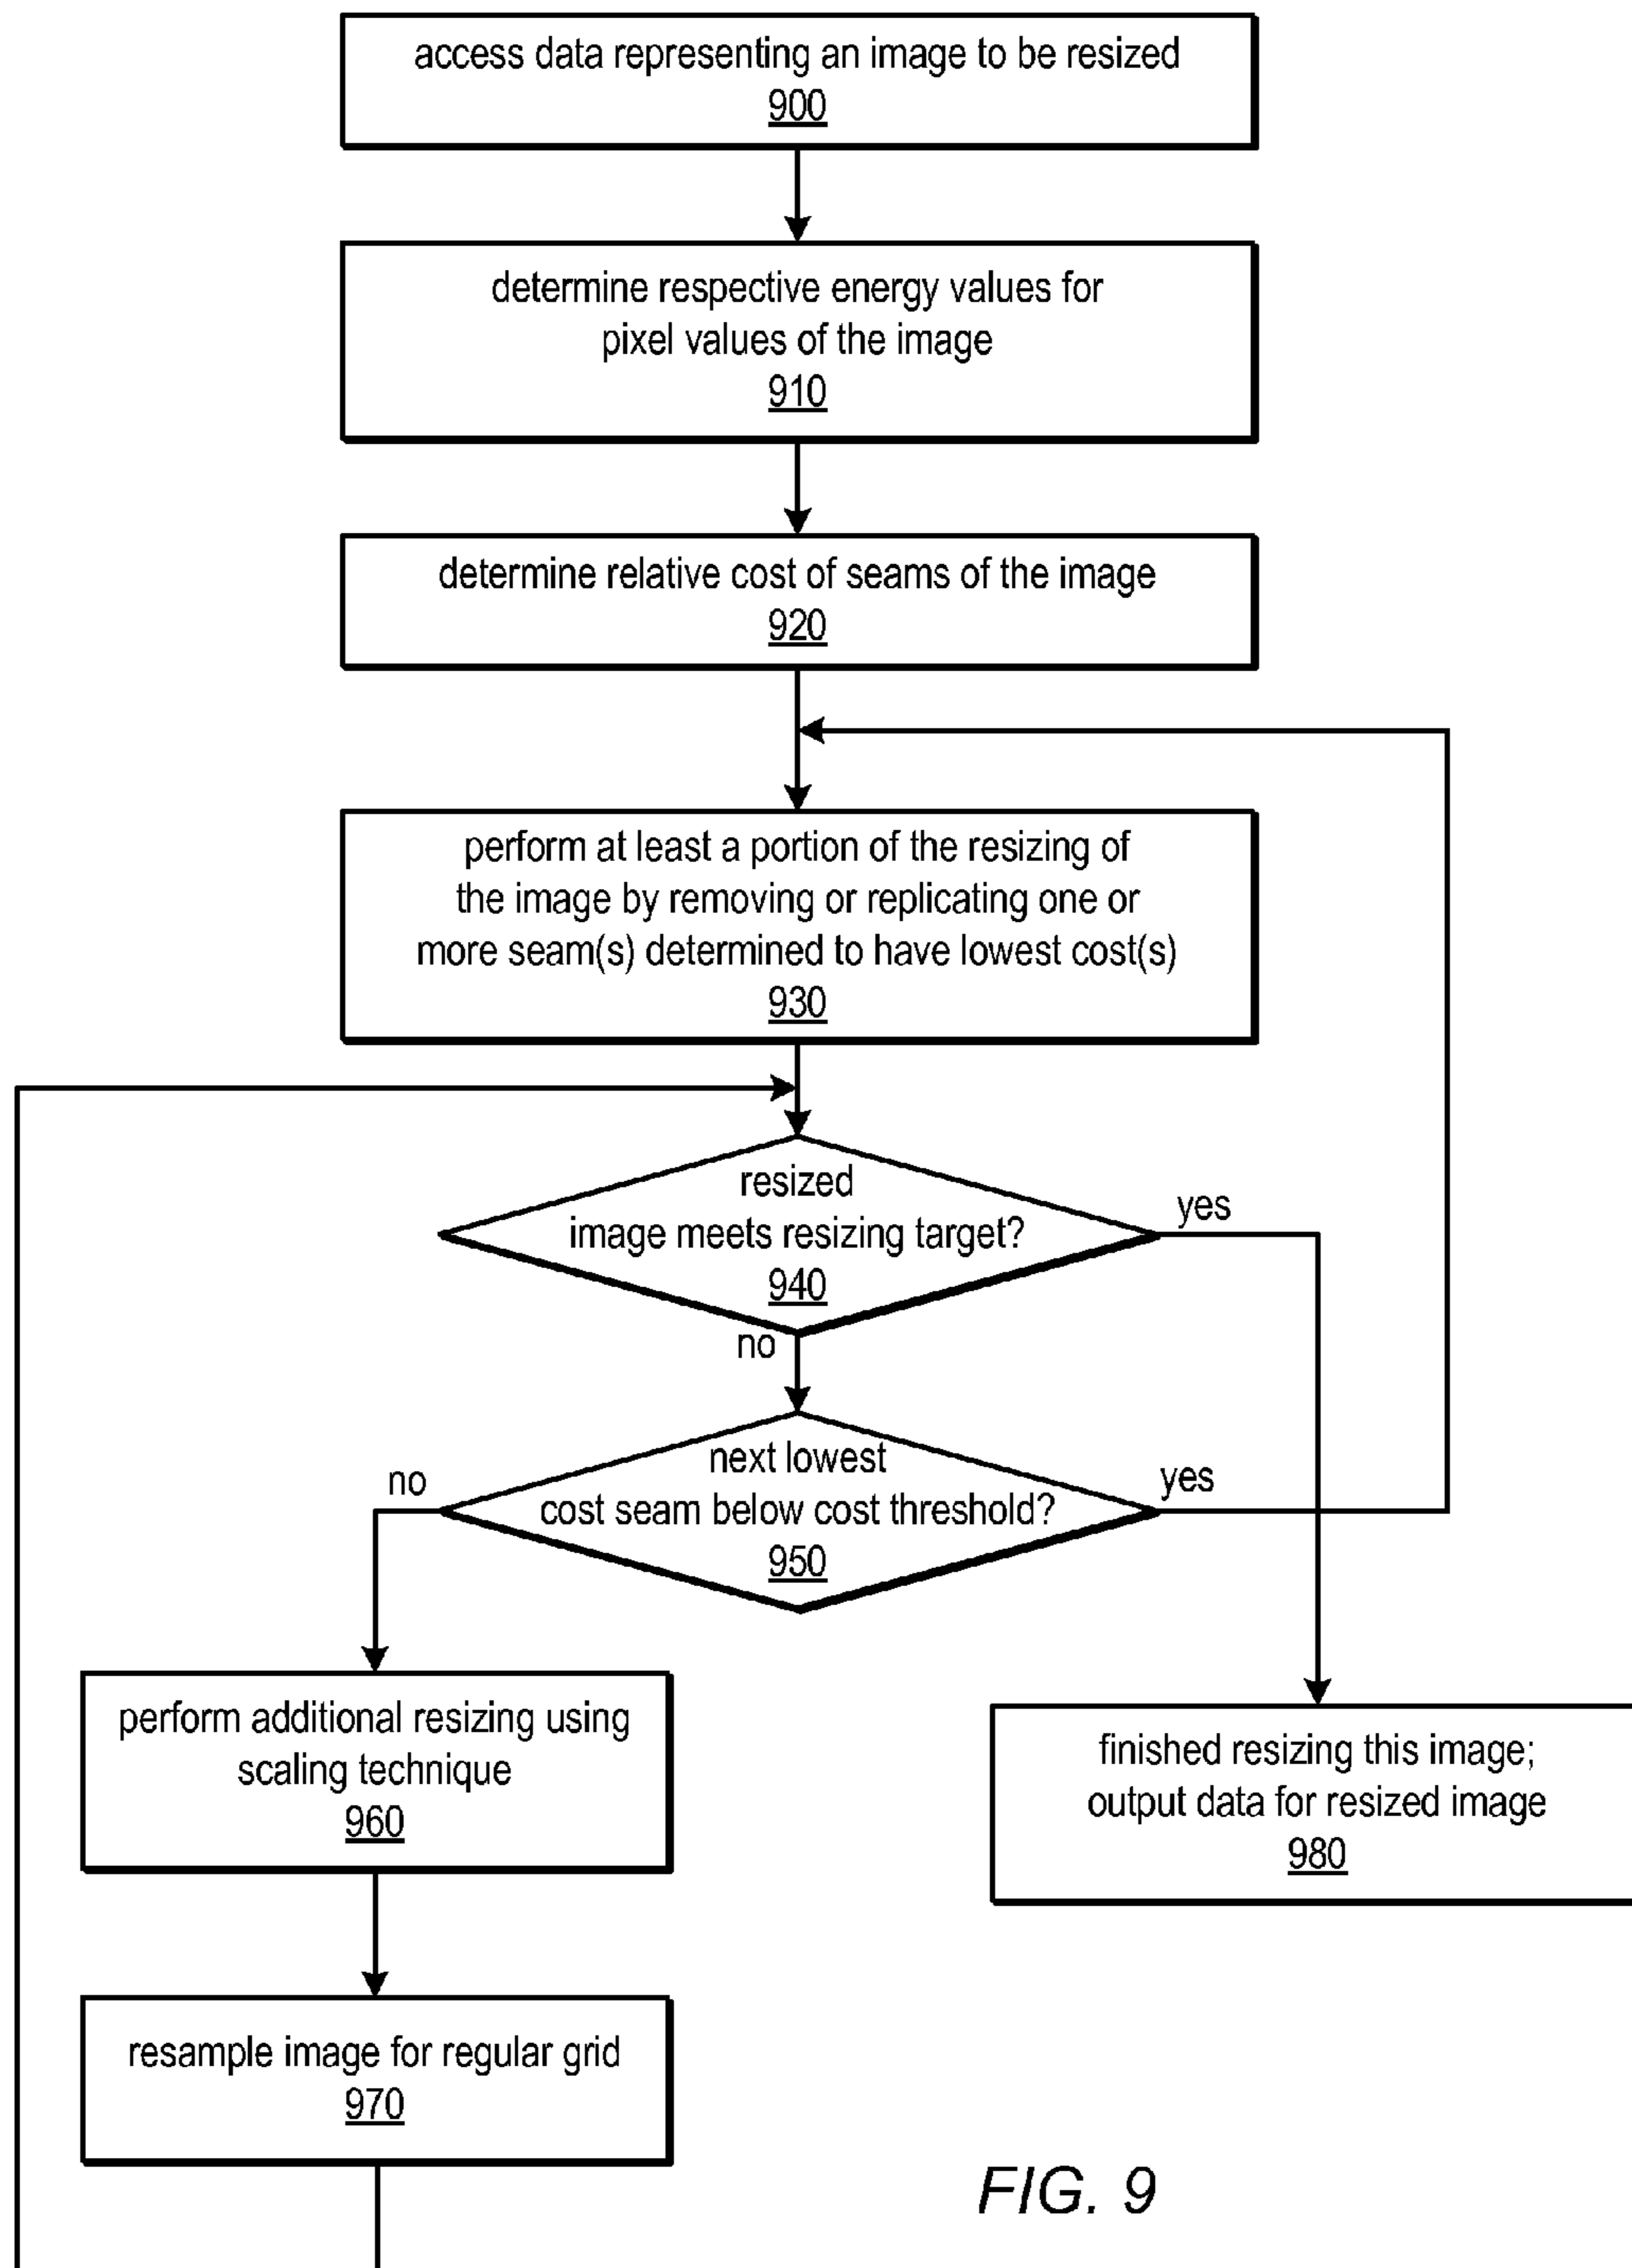 access data representing an image to be resized
900
determine respective energy values for
pixel values of the image
910
determine relative cost of seams of the image
920
perform at least a portion of the resizing of
the image by removing or replicating one or
more seam(s) determined to have lowest cost(s)
930
resized
image meets resizing target?
940
yes
no
next lowest
cost seam below cost threshold?
950
no
yes
perform additional resizing using
scaling technique
960
finished resizing this image;
output data for resized image
980
resample image for regular grid
970
FIG. 9